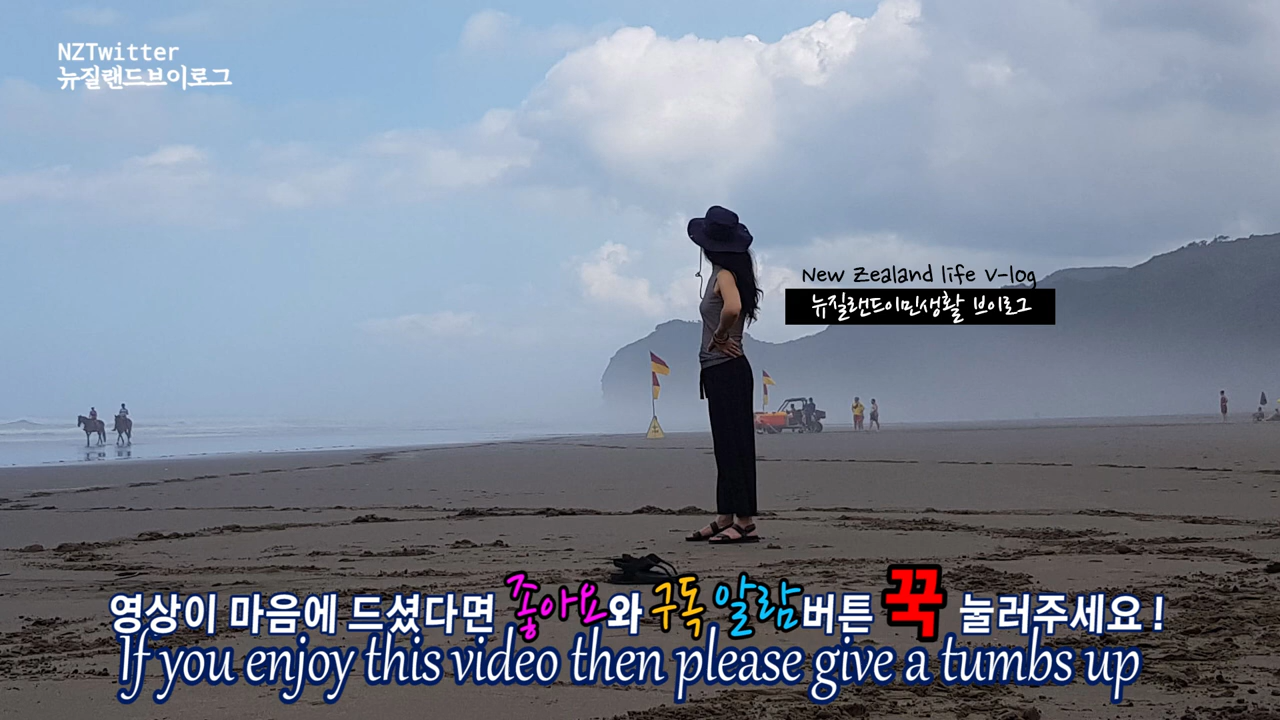 NZTwitter
뉴질랜드브이로그
New Zealand life V-log
뉴질랜드이민생활 브이로그
영상이 마음에 드셨다면 좋아요와 구독 알람버튼 꾹 눌러주세요 !
If you enjoy this video then please give a tumbs up